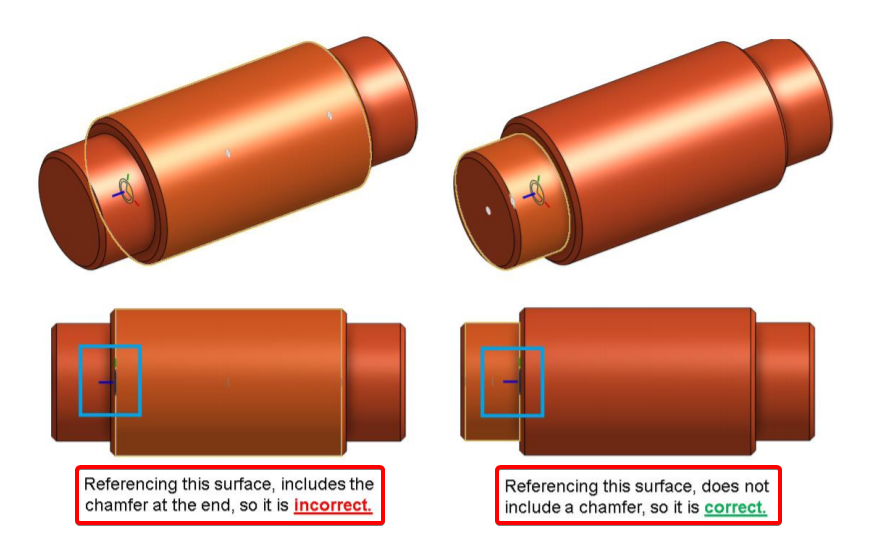 Referencing this surface, includes the
chamfer at the end, so it is incorrect.
Referencing this surface, does not
include a chamfer, so it is correct.